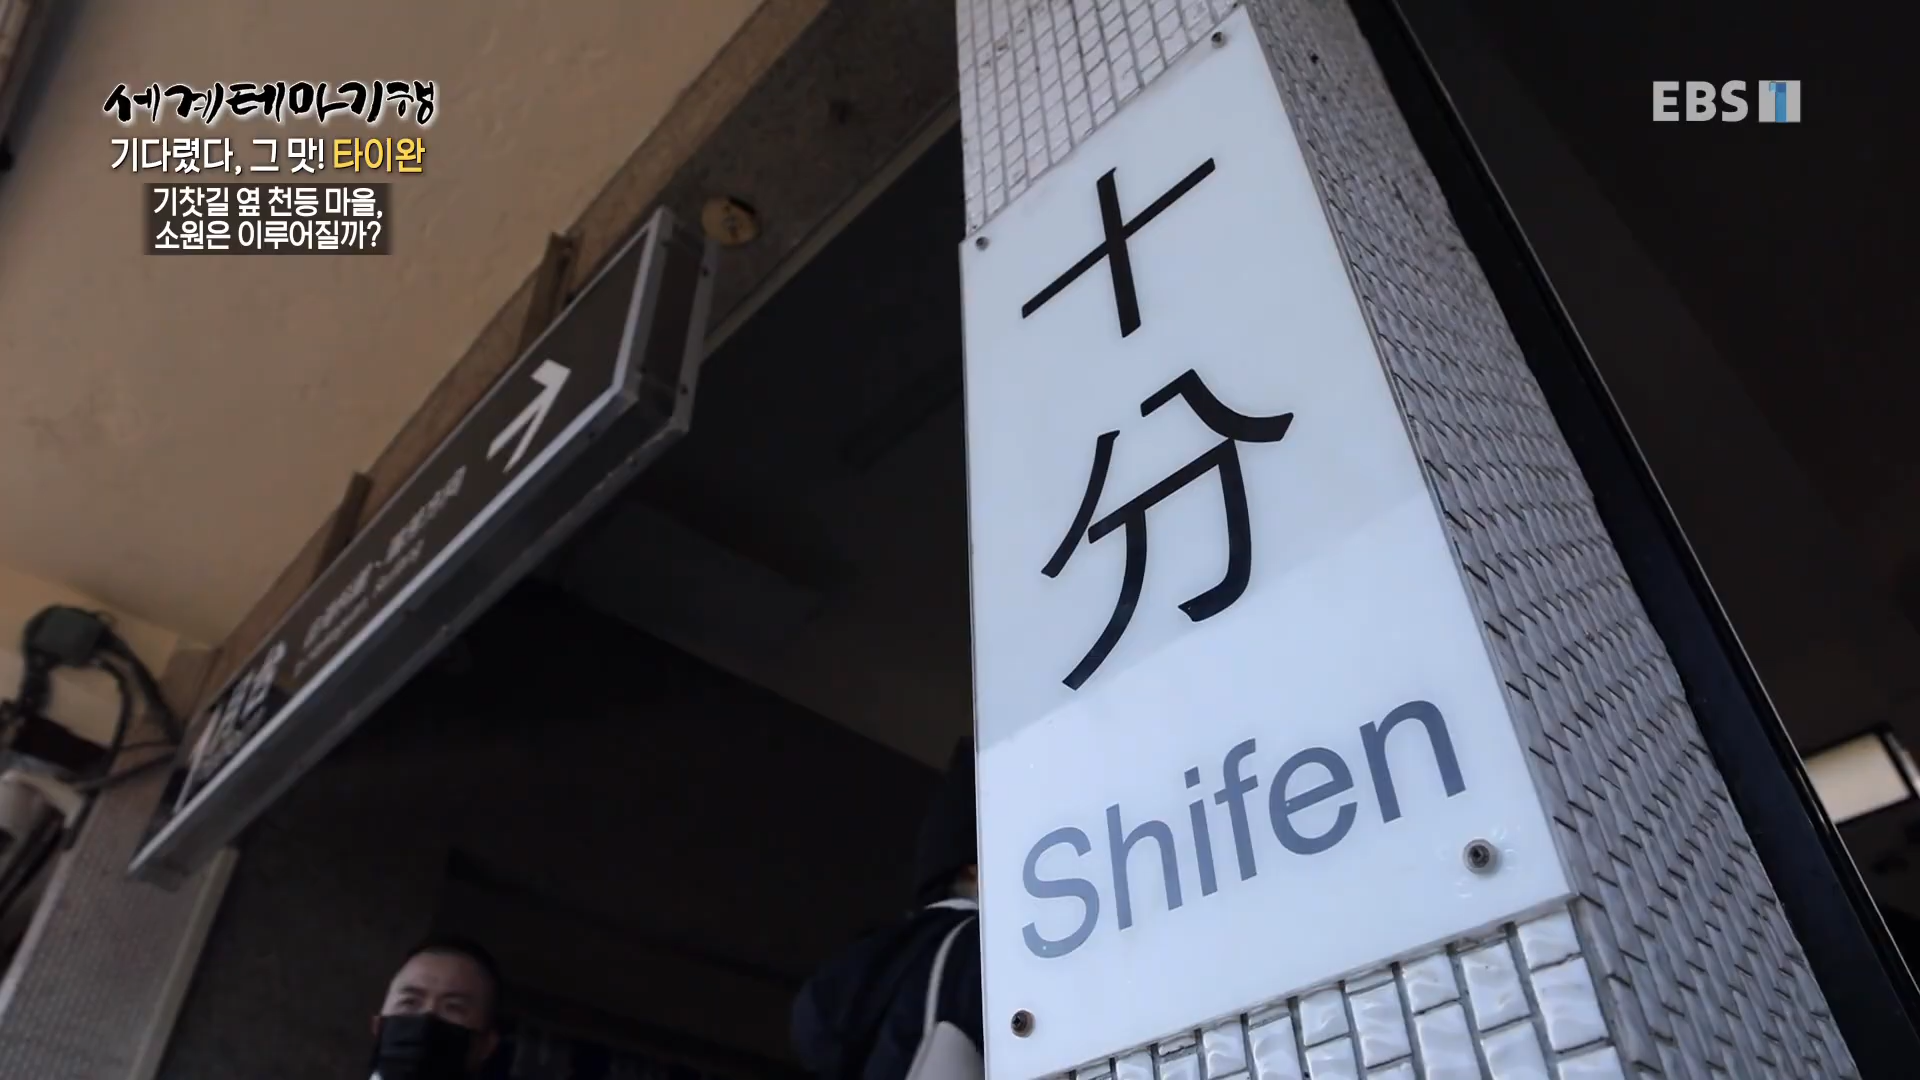 세계테마기행
기다렸다, 그 맛! 타이완
기찻길 옆 천등 마을,
소원은 이루어질까?
EBS 1
十
分
Shifen